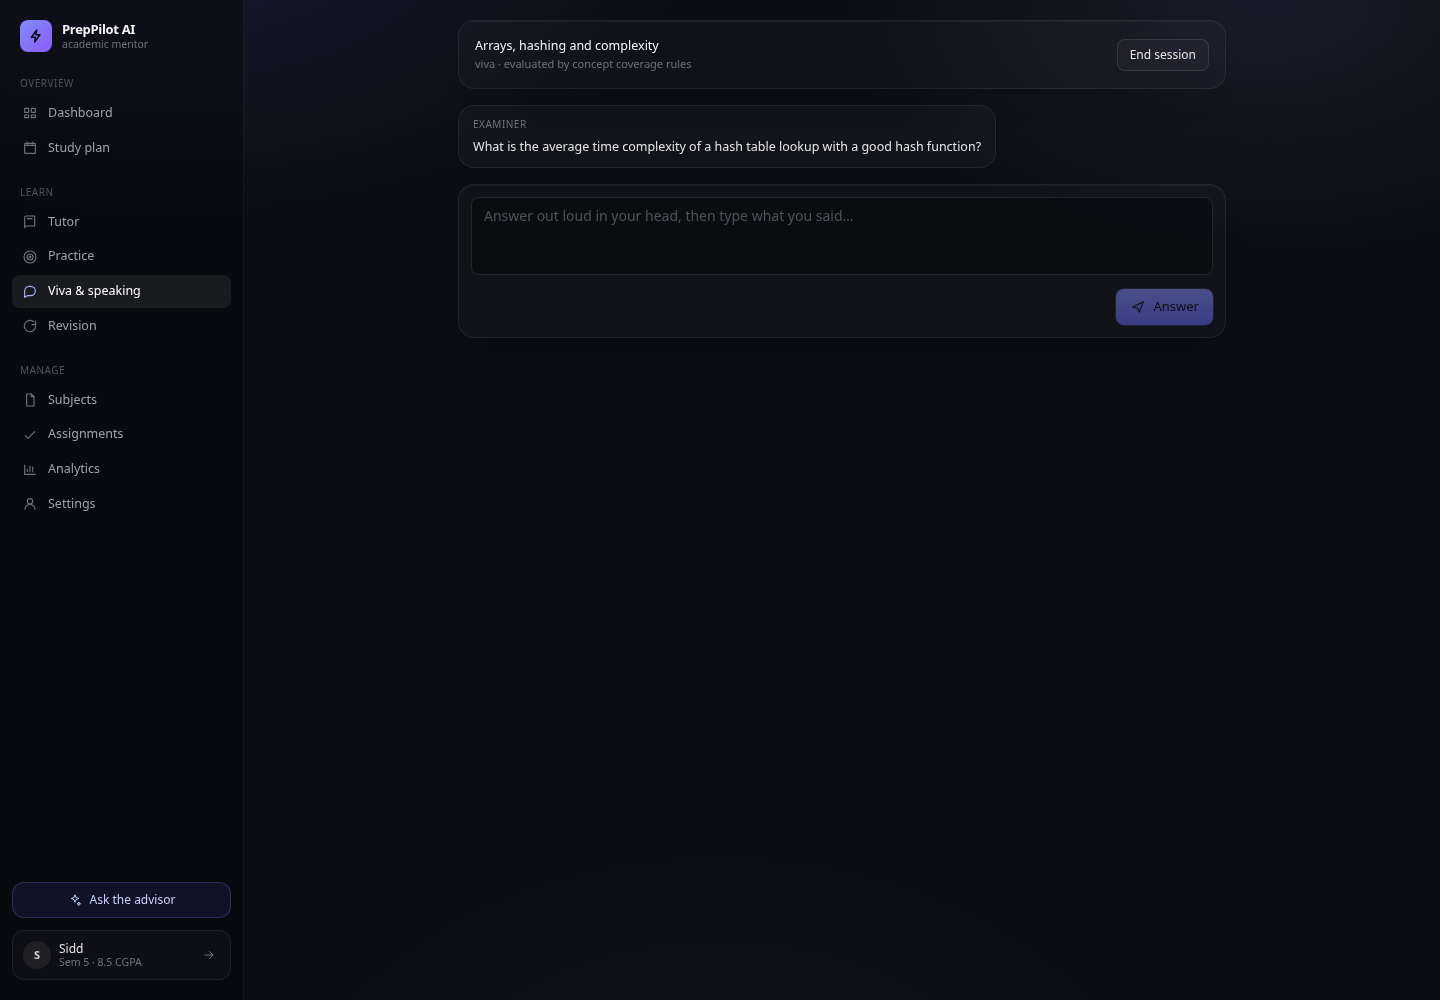 PrepPilot AI
academic mentor
OVERVIEW
Dashboard
Study plan
LEARN
Tutor
Practice
Viva & speaking
Revision
MANAGE
Subjects
Assignments
Analytics
Settings
Ask the advisor
S
Sidd
Sem 5 · 8.5 CGPA
Arrays, hashing and complexity
viva · evaluated by concept coverage rules
End session
EXAMINER
What is the average time complexity of a hash table lookup with a good hash function?
Answer out loud in your head, then type what you said...
Answer